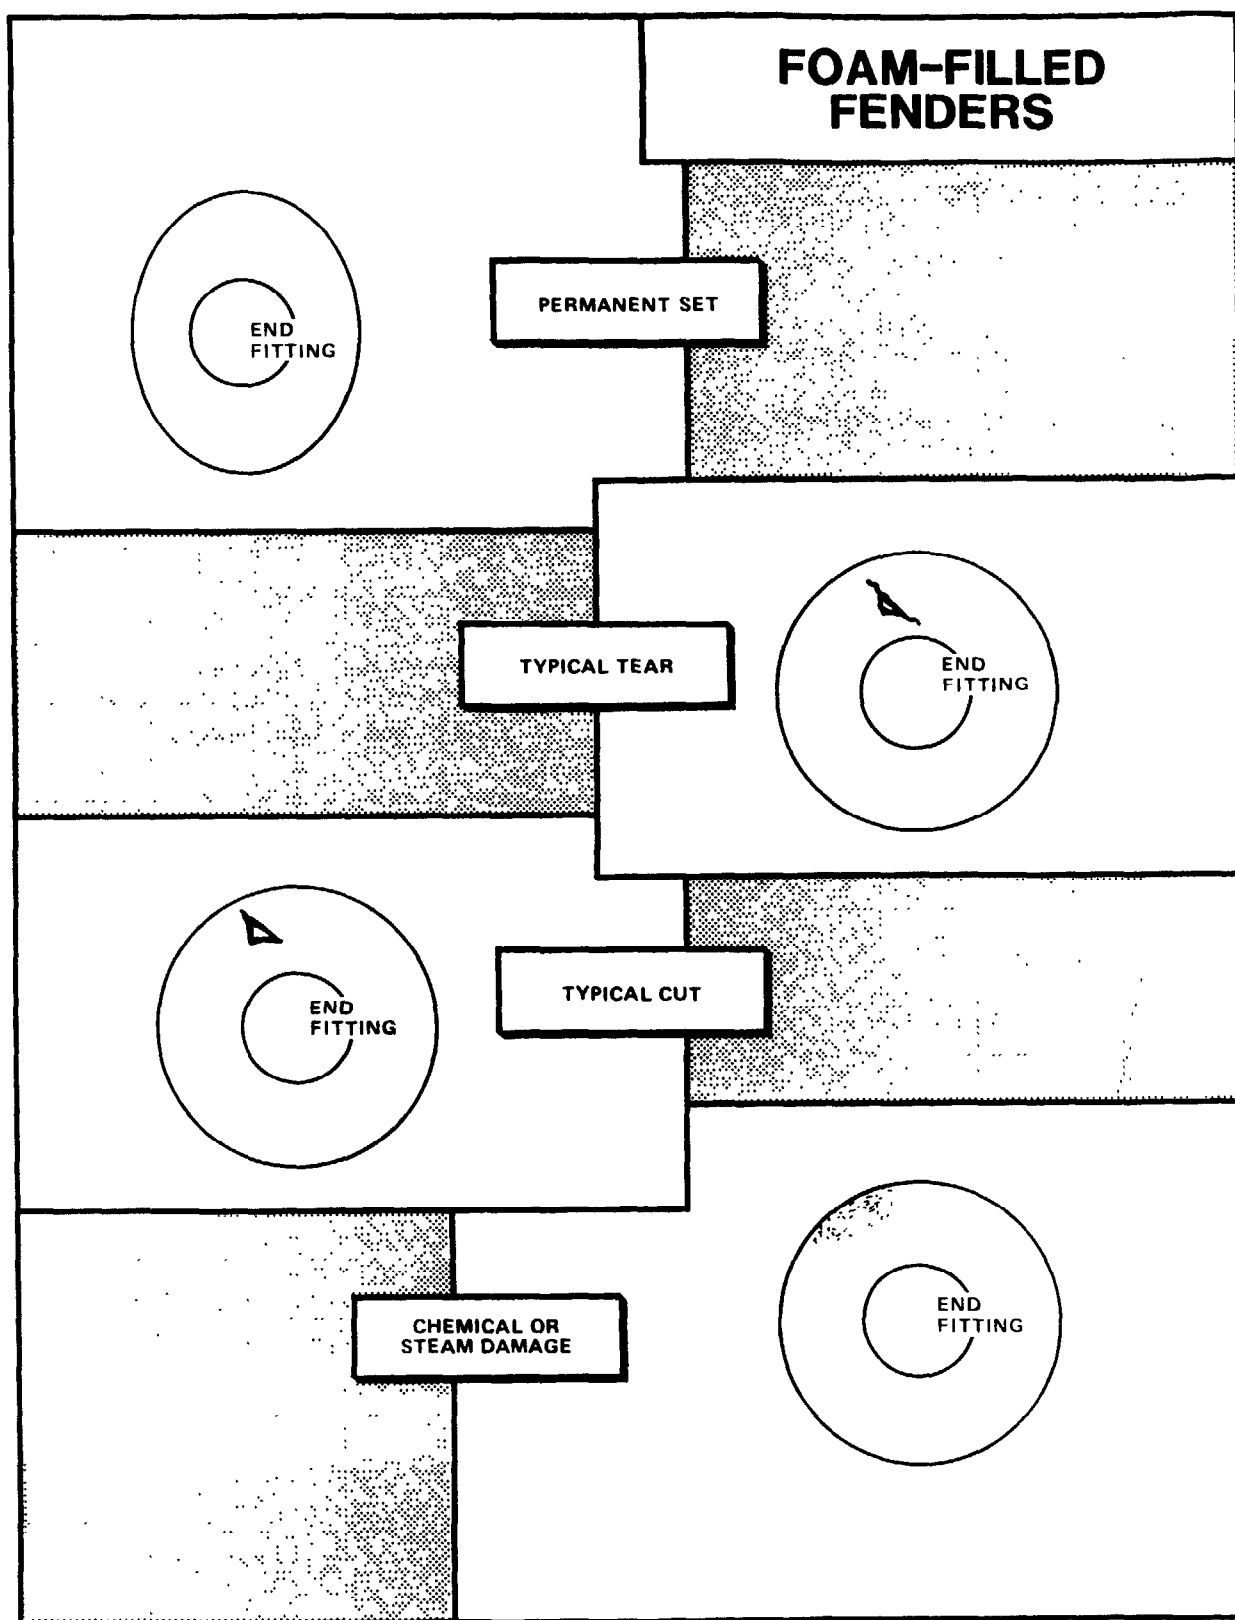 FOAM-FILLED
FENDERS
END
FITTING
PERMANENT SET
TYPICAL TEAR
END
FITTING
END
FITTING
TYPICAL CUT
CHEMICAL OR
STEAM DAMAGE
END
FITTING